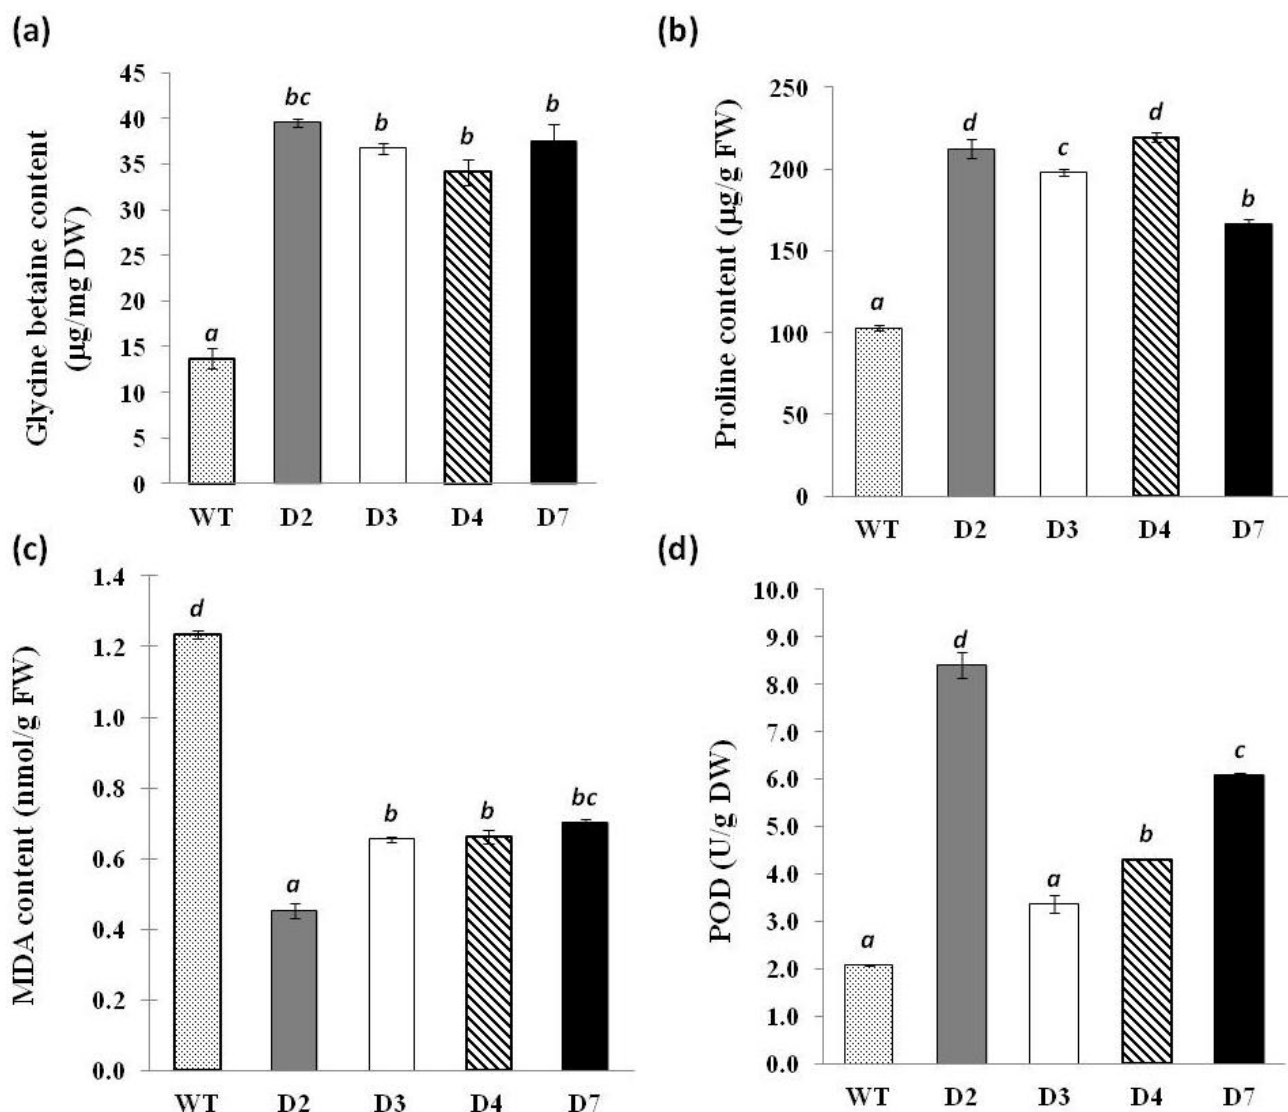 (a)
Glycine betaine content
(µg/mg DW)
45
40
35
30
25
20
15
10
5
0
a
bc
b
b
b
WT D2 D3 D4 D7
(b)
Proline content (µg/g FW)
250
200
150
100
50
0
a
d
c
d
b
WT D2 D3 D4 D7
(c)
MDA content (nmol/g FW)
1.4
1.2
1.0
0.8
0.6
0.4
0.2
0.0
d
a
b
b
bc
WT D2 D3 D4 D7
(d)
POD (U/g DW)
10.0
9.0
8.0
7.0
6.0
5.0
4.0
3.0
2.0
1.0
0.0
a
d
a
b
c
WT D2 D3 D4 D7